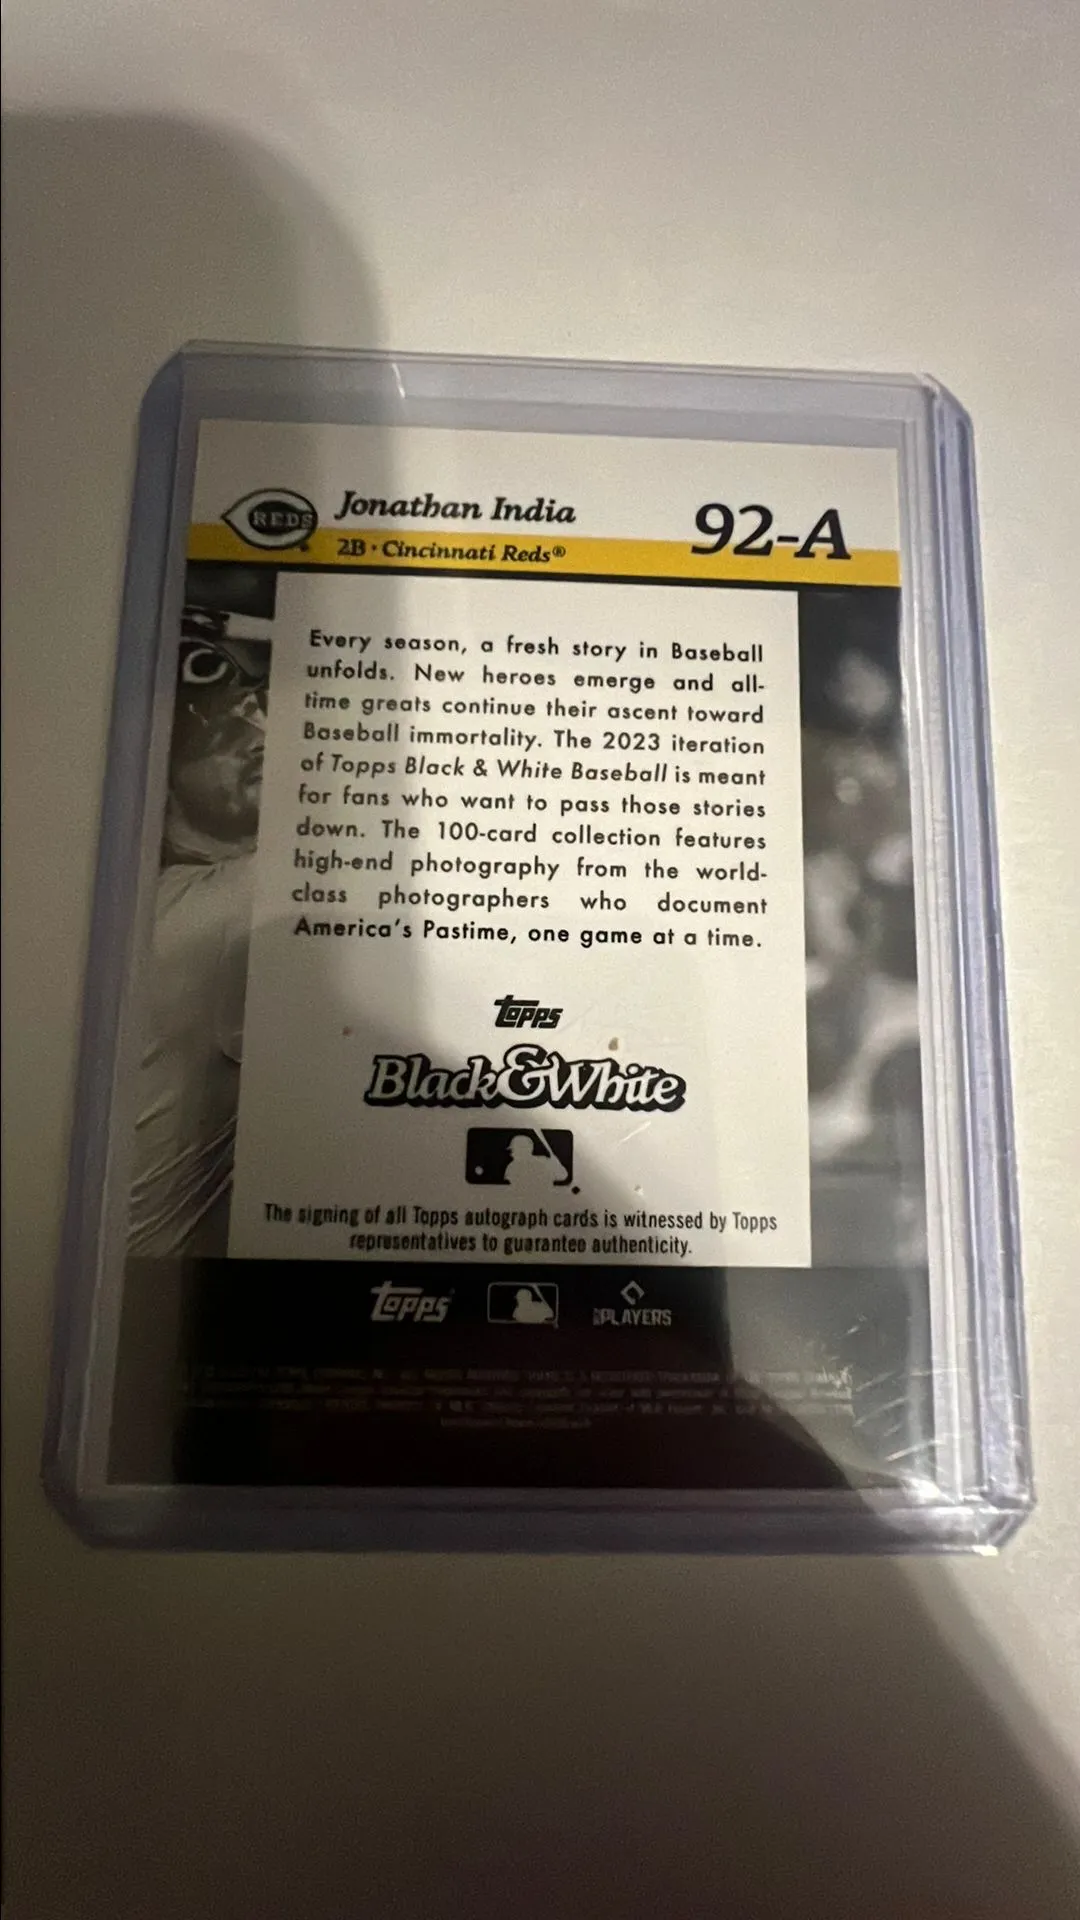 REDS
Jonathan India
92-A
2B • Cincinnati Reds®
Every season, a fresh story in Baseball
unfolds. New heroes emerge and all-
time greats continue their ascent toward
Baseball immortality. The 2023 iteration
of Topps Black & White Baseball is meant
for fans who want to pass those stories
down. The 100-card collection features
high-end photography from the world-
class photographers who document
America's Pastime, one game at a time.
Topps
Black&White
The signing of all Topps autograph cards is witnessed by Topps
representatives to guarantee authenticity.
Topps
PLAYERS